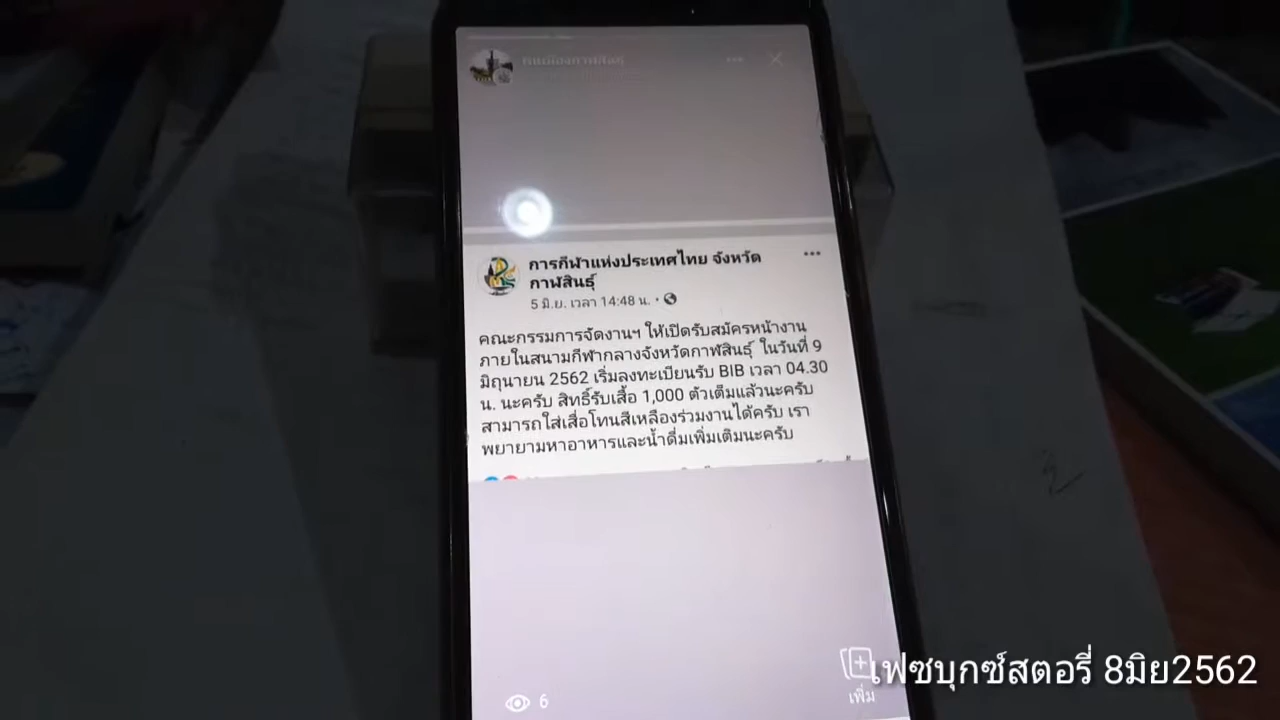 การกีฬาแห่งประเทศไทย จังหวัด
กาฬสินธุ์
5 มิ.ย. เวลา 14:48 น. ·
คณะกรรมการจัดงานฯ ให้เปิดรับสมัครหน้างาน
ภายในสนามกีฬากลางจังหวัดกาฬสินธุ์ ในวันที่ 9
มิถุนายน 2562 เริ่มลงทะเบียนรับ BIB เวลา 04.30
น. นะครับ สิทธิ์รับเสื้อ 1,000 ตัวเต็มแล้วนะครับ
สามารถใส่เสื่อโทนสีเหลืองร่วมงานได้ครับ เรา
พยายามหาอาหารและน้ำดื่มเพิ่มเติมนะครับ
เฟซบุกซ์สตอรี่ 8มิย2562
6
เพิ่ม